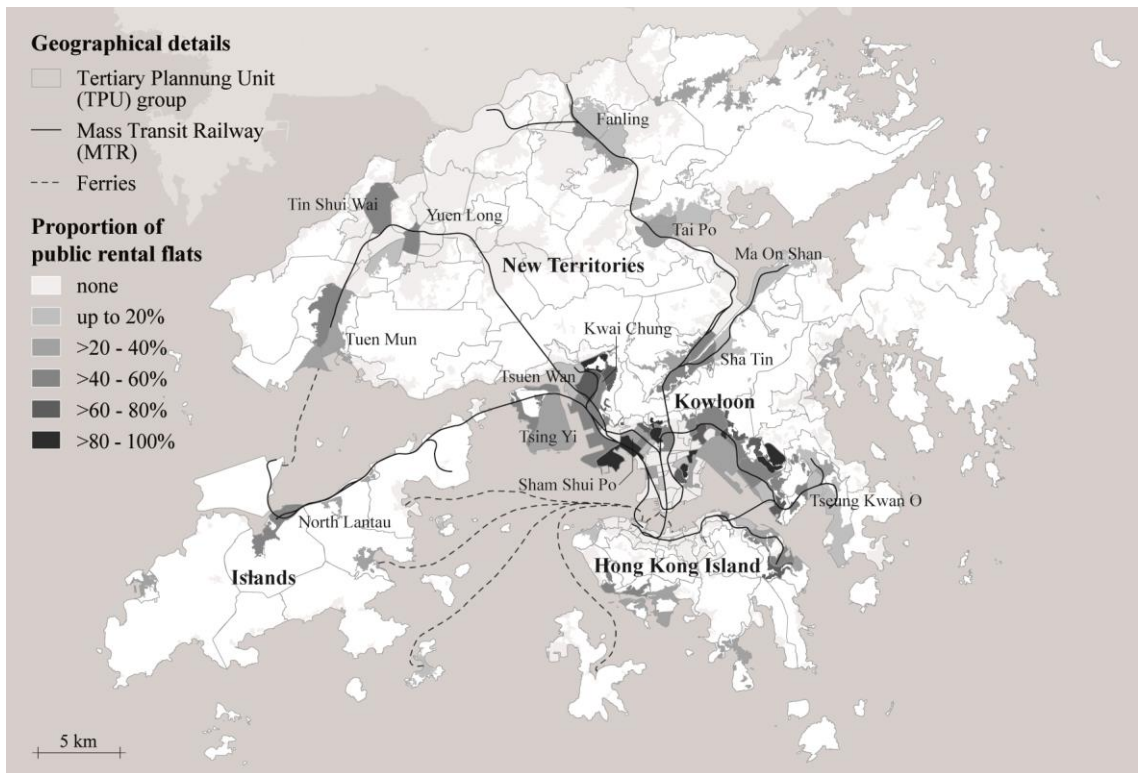 Geographical details
Tertiary Plannung Unit
(TPU) group
Mass Transit Railway
(MTR)
Ferries
Proportion of
public rental flats
none
up to 20%
>20 - 40%
>40 - 60%
>60 - 80%
>80 - 100%
Fanling
Tin Shui Wai
Yuen Long
Tai Po
Ma On Shan
New Territories
Kwai Chung
Tuen Mun
Sha Tin
Tsuen Wan
Kowloon
Tsing Yi
Sham Shui Po
Tseung Kwan O
North Lantau
Hong Kong Island
Islands
5 km